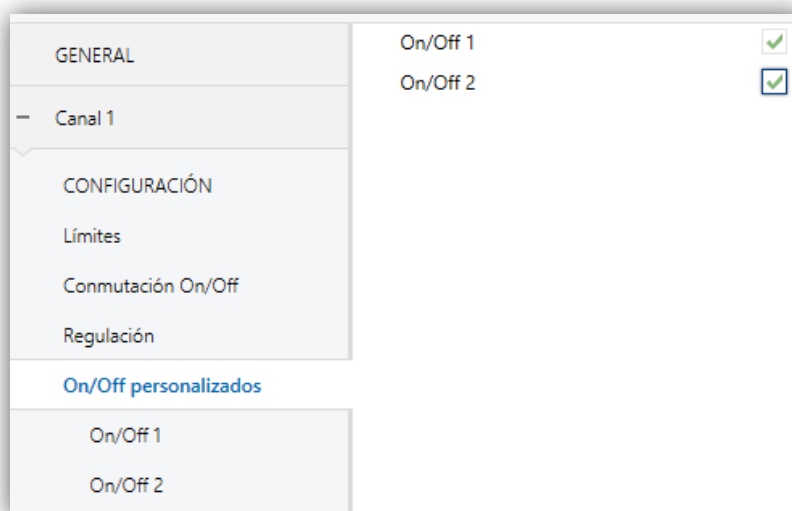 GENERAL
Canal 1
CONFIGURACIÓN
Límites
Conmutación On/Off
Regulación
On/Off personalizados
On/Off 1
On/Off 2
On/Off 1
On/Off 2